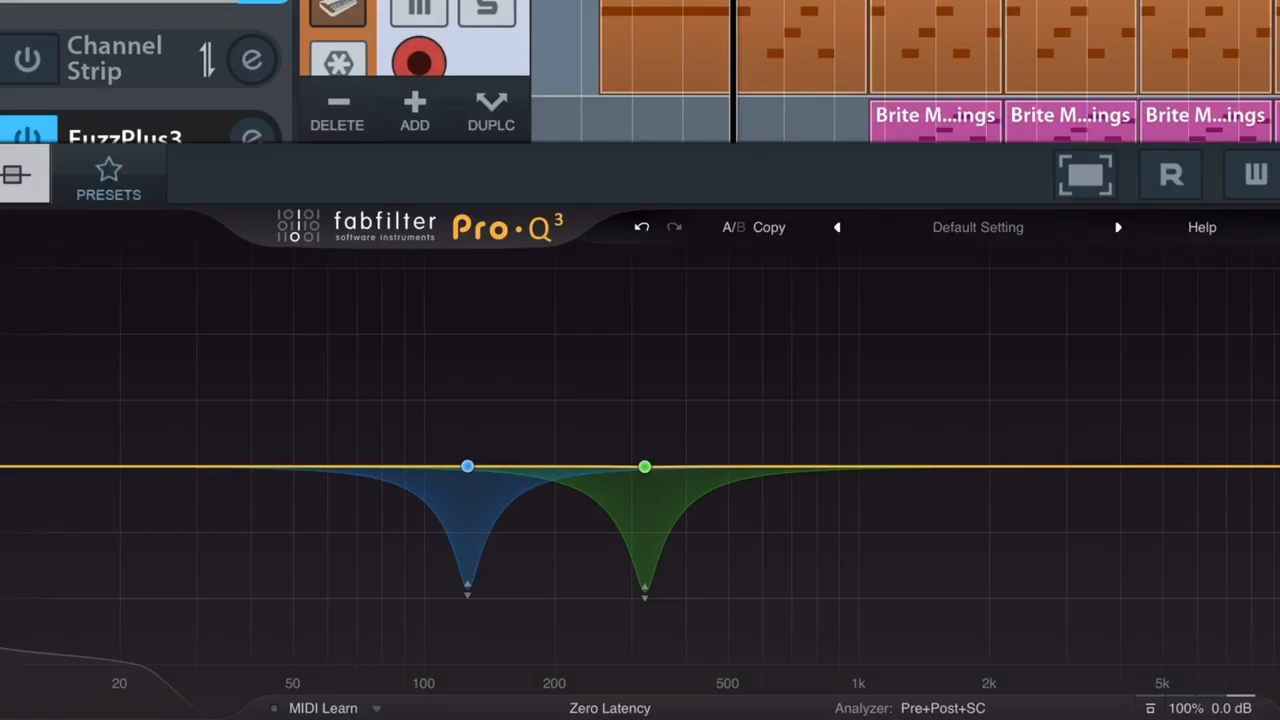 Channel
Strip
DELETE
ADD
DUPLC
Brite M...ings
Brite M...ings
Brite M...ings
FuzzPlus3
PRESETS
R
W
fabfilter
software instruments
Pro·Q3
A/B Copy
Default Setting
Help
20
50
100
200
500
1k
2k
5k
MIDI Learn
Zero Latency
Analyzer: Pre+Post+SC
100%
0.0 dB